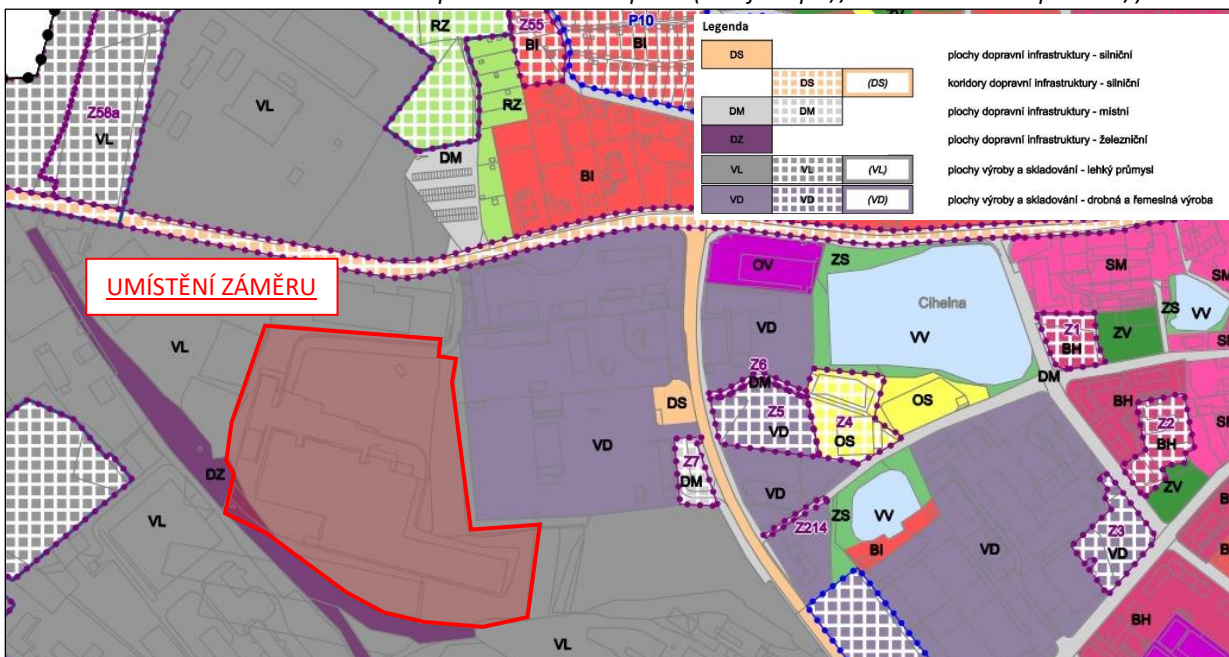 Legenda
DS plochy dopravní infrastruktury - silniční
DS (DS) koridory dopravní infrastruktury - silniční
DM DM plochy dopravní infrastruktury - místní
DZ plochy dopravní infrastruktury - železniční
VL VL (VL) plochy výroby a skladování - lehký průmysl
VD VD (VD) plochy výroby a skladování - drobná a řemeslná výroba
RZ
Z55
BI
P10
BI
VL
Z58a
VL
RZ
DM
BI
UMÍSTĚNÍ ZÁMĚRU
OV
ZS
SM
SM
Cihelna
ZS
VV
VL
VD
VV
Z1
BH
ZV
Z6
DM
DM
DS
OS
BH
Z5
VD
Z4
OS
Z2
BH
VD
Z7
DM
DZ
VD
ZV
VL
Z214
ZS
VV
BI
VD
Z3
VD
BH
VL